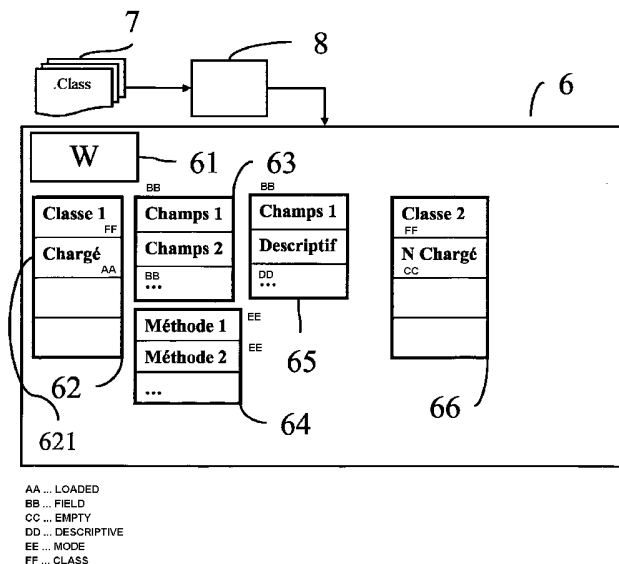 7
8
.Class
6
W
61
63
BB
BB
Classe 1
FF
Champs 1
Champs 1
Classe 2
FF
Chargé
AA
Champs 2
Descriptif
N Chargé
CC
BB
...
DD
...
Méthode 1
EE
Méthode 2
EE
...
65
62
64
66
621
AA ... LOADED
BB ... FIELD
CC ... EMPTY
DD ... DESCRIPTIVE
EE ... MODE
FF ... CLASS